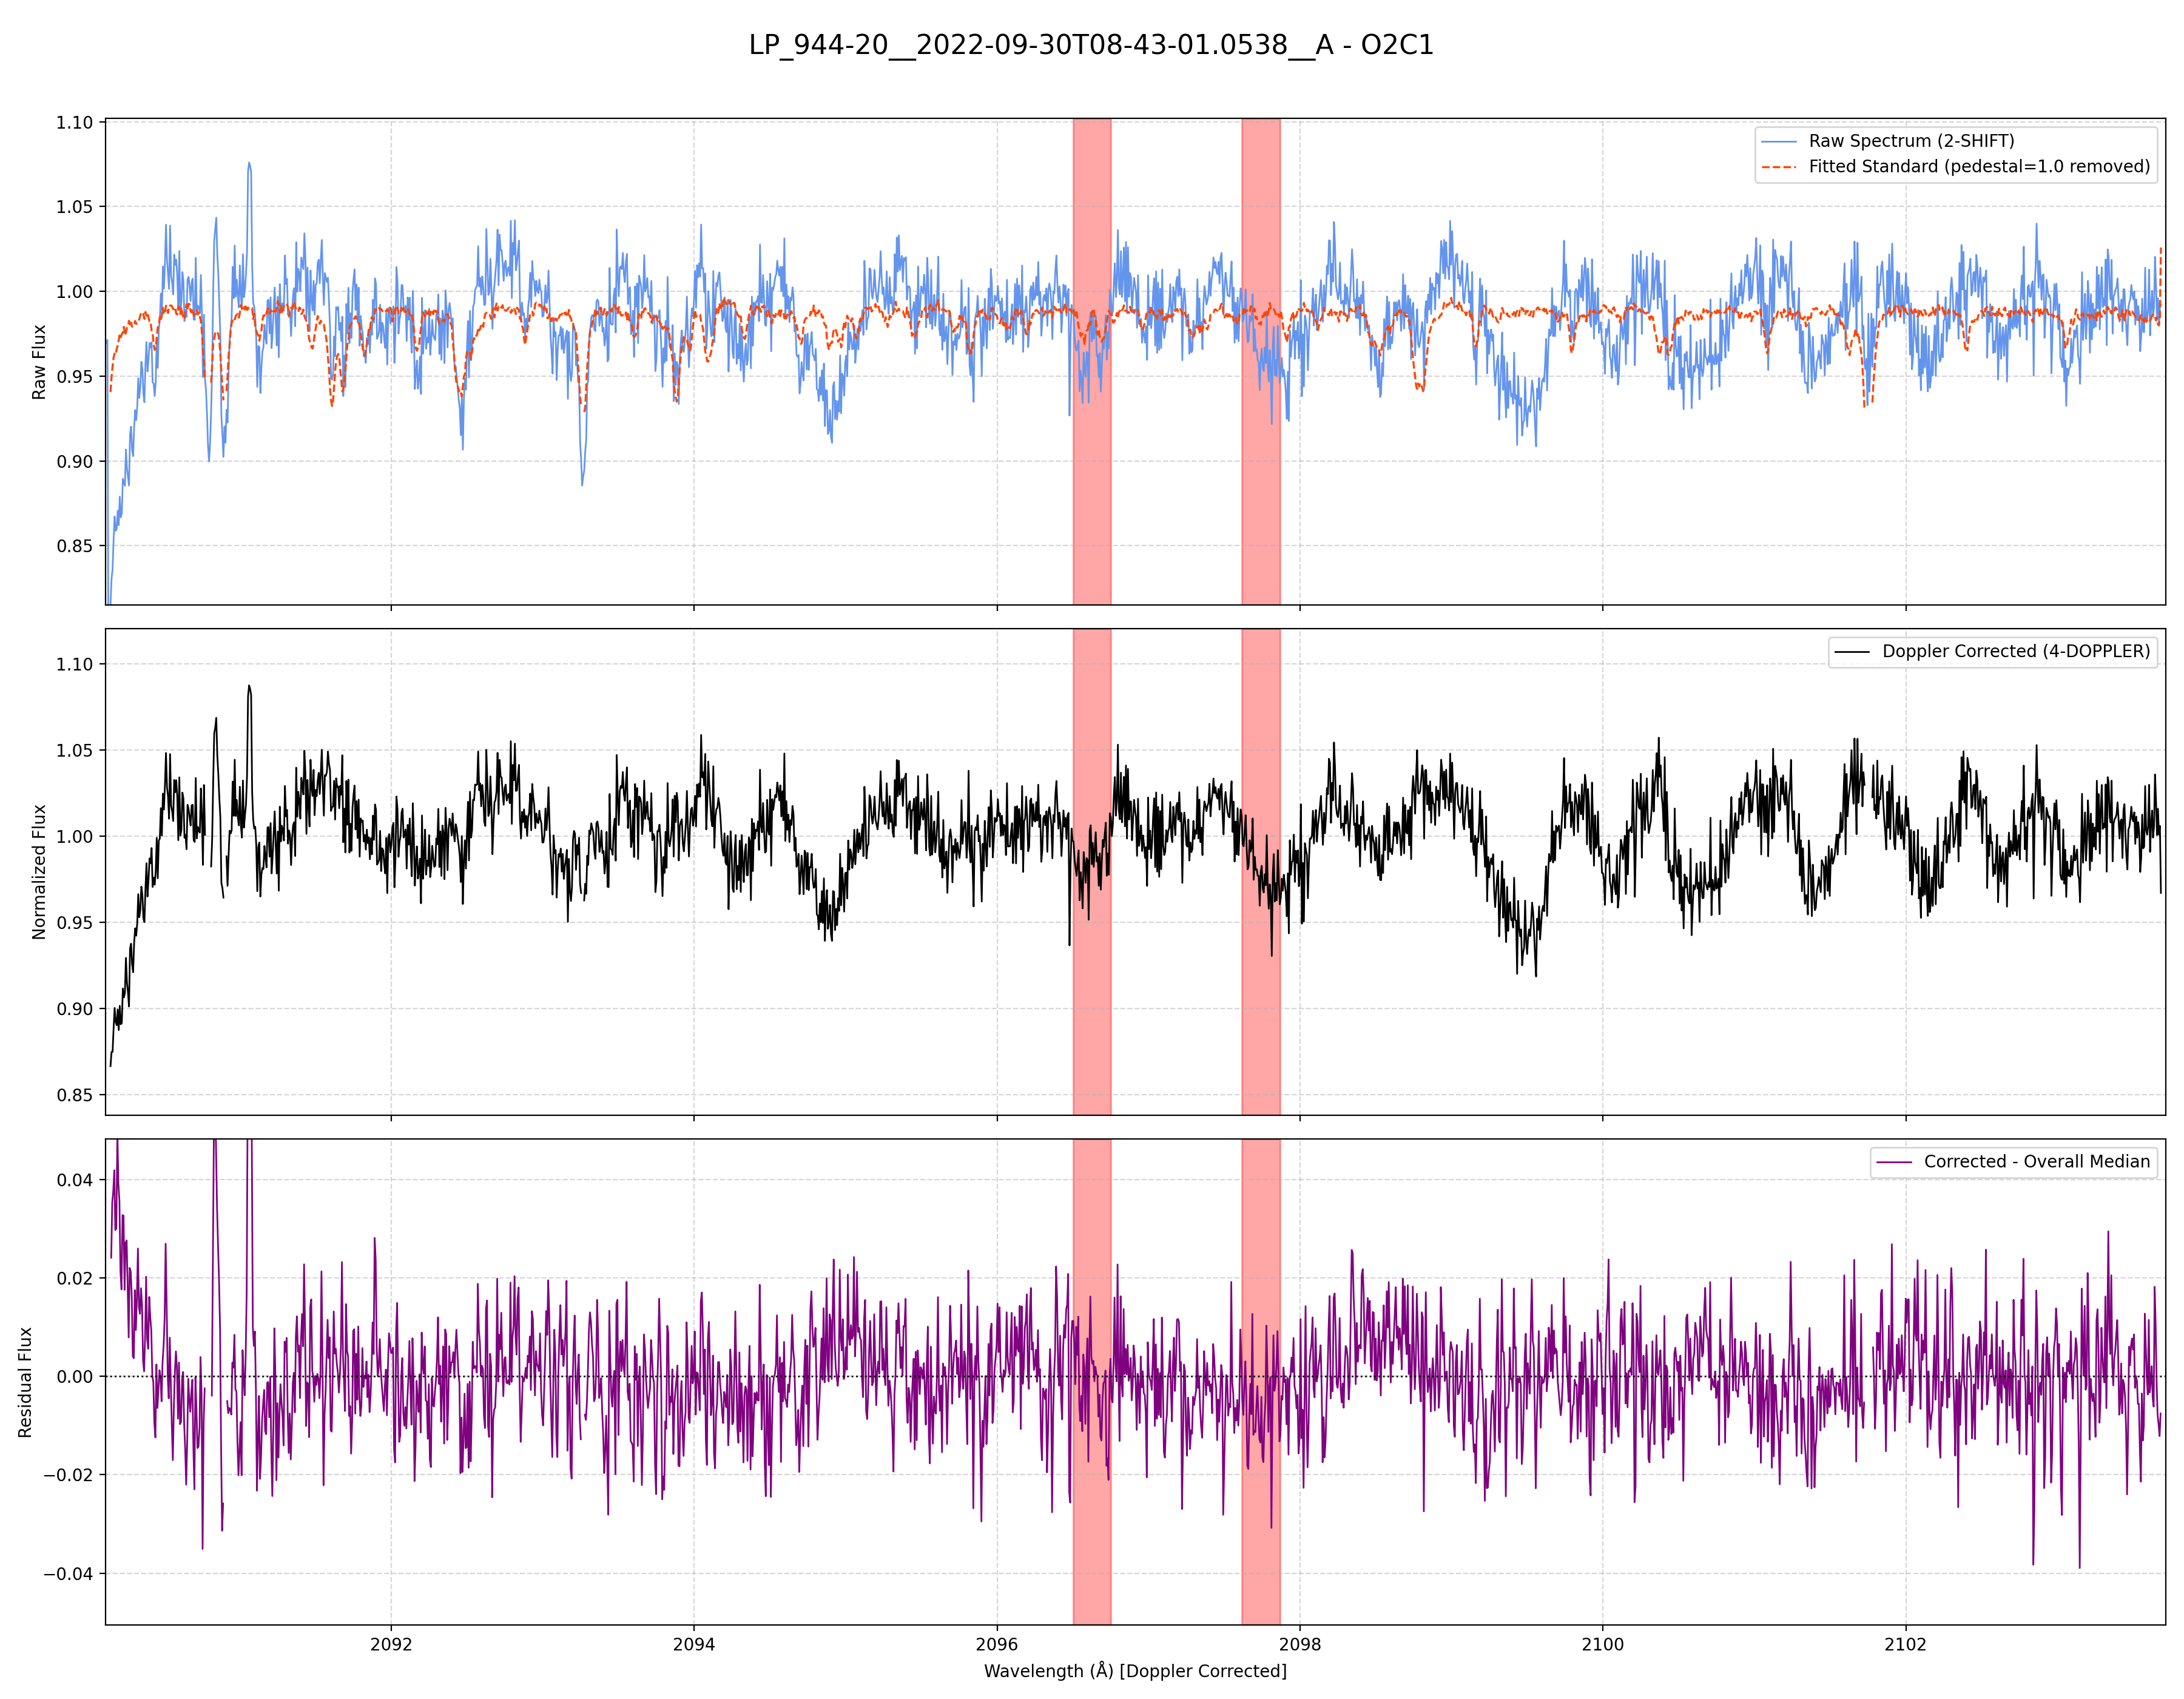 LP_944-20__2022-09-30T08-43-01.0538__A - O2C1
1.10
1.05
1.00
0.95
0.90
0.85
Raw Flux
Raw Spectrum (2-SHIFT)
Fitted Standard (pedestal=1.0 removed)
1.10
1.05
1.00
0.95
0.90
0.85
Normalized Flux
Doppler Corrected (4-DOPPLER)
0.04
0.02
0.00
−0.02
−0.04
Residual Flux
Corrected - Overall Median
2092 2094 2096 2098 2100 2102
Wavelength (Å) [Doppler Corrected]